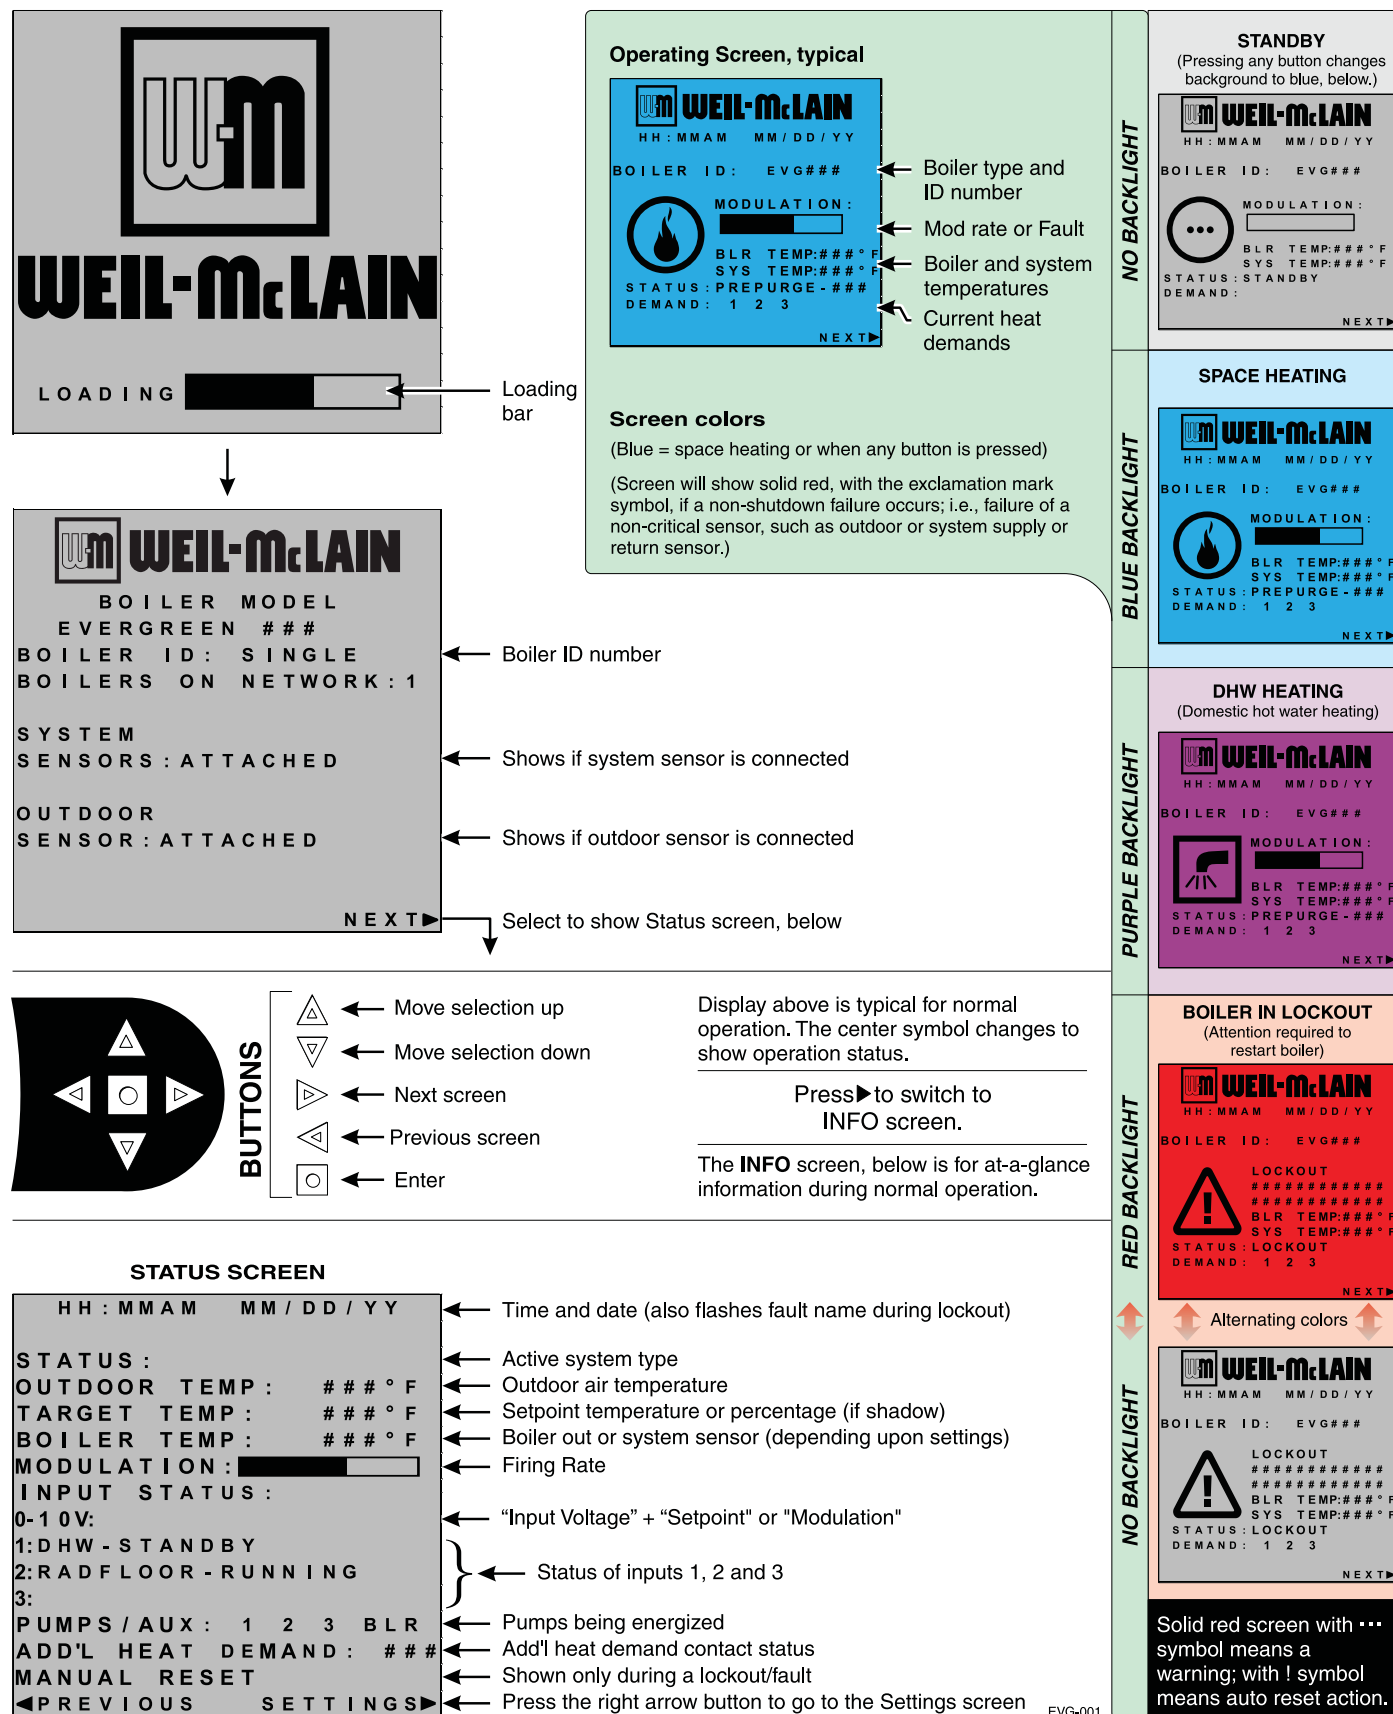 WM
WEIL-McLAIN
LOADING
Loading
bar
WM WEIL-McLAIN
BOILER MODEL
EVERGREEN ###
BOILER ID: SINGLE
BOILERS ON NETWORK:1
SYSTEM
SENSORS:ATTACHED
OUTDOOR
SENSOR:ATTACHED
NEXT▶
Boiler ID number
Shows if system sensor is connected
Shows if outdoor sensor is connected
Select to show Status screen, below
Operating Screen, typical
WM WEIL-McLAIN
HH:MMAM MM/DD/YY
BOILER ID: EVG###
MODULATION:
BLR TEMP:###°F
SYS TEMP:###°F
STATUS:PREPURGE-###
DEMAND: 1 2 3
NEXT▶
Boiler type and
ID number
Mod rate or Fault
Boiler and system
temperatures
Current heat
demands
Screen colors
(Blue = space heating or when any button is pressed)
(Screen will show solid red, with the exclamation mark
symbol, if a non-shutdown failure occurs; i.e., failure of a
non-critical sensor, such as outdoor or system supply or
return sensor.)
BUTTONS
Move selection up
Move selection down
Next screen
Previous screen
Enter
Display above is typical for normal
operation. The center symbol changes to
show operation status.
Press▶to switch to
INFO screen.
The INFO screen, below is for at-a-glance
information during normal operation.
STATUS SCREEN
HH:MMAM MM/DD/YY
STATUS:
OUTDOOR TEMP: ###°F
TARGET TEMP: ###°F
BOILER TEMP: ###°F
MODULATION:
INPUT STATUS:
0-10V:
1:DHW-STANDBY
2:RADFLOOR-RUNNING
3:
PUMPS/AUX: 1 2 3 BLR
ADD'L HEAT DEMAND: ###
MANUAL RESET
◀PREVIOUS SETTINGS▶
Time and date (also flashes fault name during lockout)
Active system type
Outdoor air temperature
Setpoint temperature or percentage (if shadow)
Boiler out or system sensor (depending upon settings)
Firing Rate
“Input Voltage” + “Setpoint" or "Modulation"
Status of inputs 1, 2 and 3
Pumps being energized
Add'l heat demand contact status
Shown only during a lockout/fault
Press the right arrow button to go to the Settings screen
EVG-001
NO BACKLIGHT
STANDBY
(Pressing any button changes
background to blue, below.)
WM WEIL-McLAIN
HH:MMAM MM/DD/YY
BOILER ID: EVG###
MODULATION:
BLR TEMP:###°F
SYS TEMP:###°F
STATUS:STANDBY
DEMAND:
NEXT▶
BLUE BACKLIGHT
SPACE HEATING
WM WEIL-McLAIN
HH:MMAM MM/DD/YY
BOILER ID: EVG###
MODULATION:
BLR TEMP:###°F
SYS TEMP:###°F
STATUS:PREPURGE-###
DEMAND: 1 2 3
NEXT▶
PURPLE BACKLIGHT
DHW HEATING
(Domestic hot water heating)
WM WEIL-McLAIN
HH:MMAM MM/DD/YY
BOILER ID: EVG###
MODULATION:
BLR TEMP:###°F
SYS TEMP:###°F
STATUS:PREPURGE-###
DEMAND: 1 2 3
NEXT▶
RED BACKLIGHT
BOILER IN LOCKOUT
(Attention required to
restart boiler)
WM WEIL-McLAIN
HH:MMAM MM/DD/YY
BOILER ID: EVG###
LOCKOUT
############
############
BLR TEMP:###°F
SYS TEMP:###°F
STATUS:LOCKOUT
DEMAND: 1 2 3
NEXT▶
Alternating colors
NO BACKLIGHT
WM WEIL-McLAIN
HH:MMAM MM/DD/YY
BOILER ID: EVG###
LOCKOUT
############
############
BLR TEMP:###°F
SYS TEMP:###°F
STATUS:LOCKOUT
DEMAND: 1 2 3
NEXT▶
Solid red screen with ···
symbol means a
warning; with ! symbol
means auto reset action.